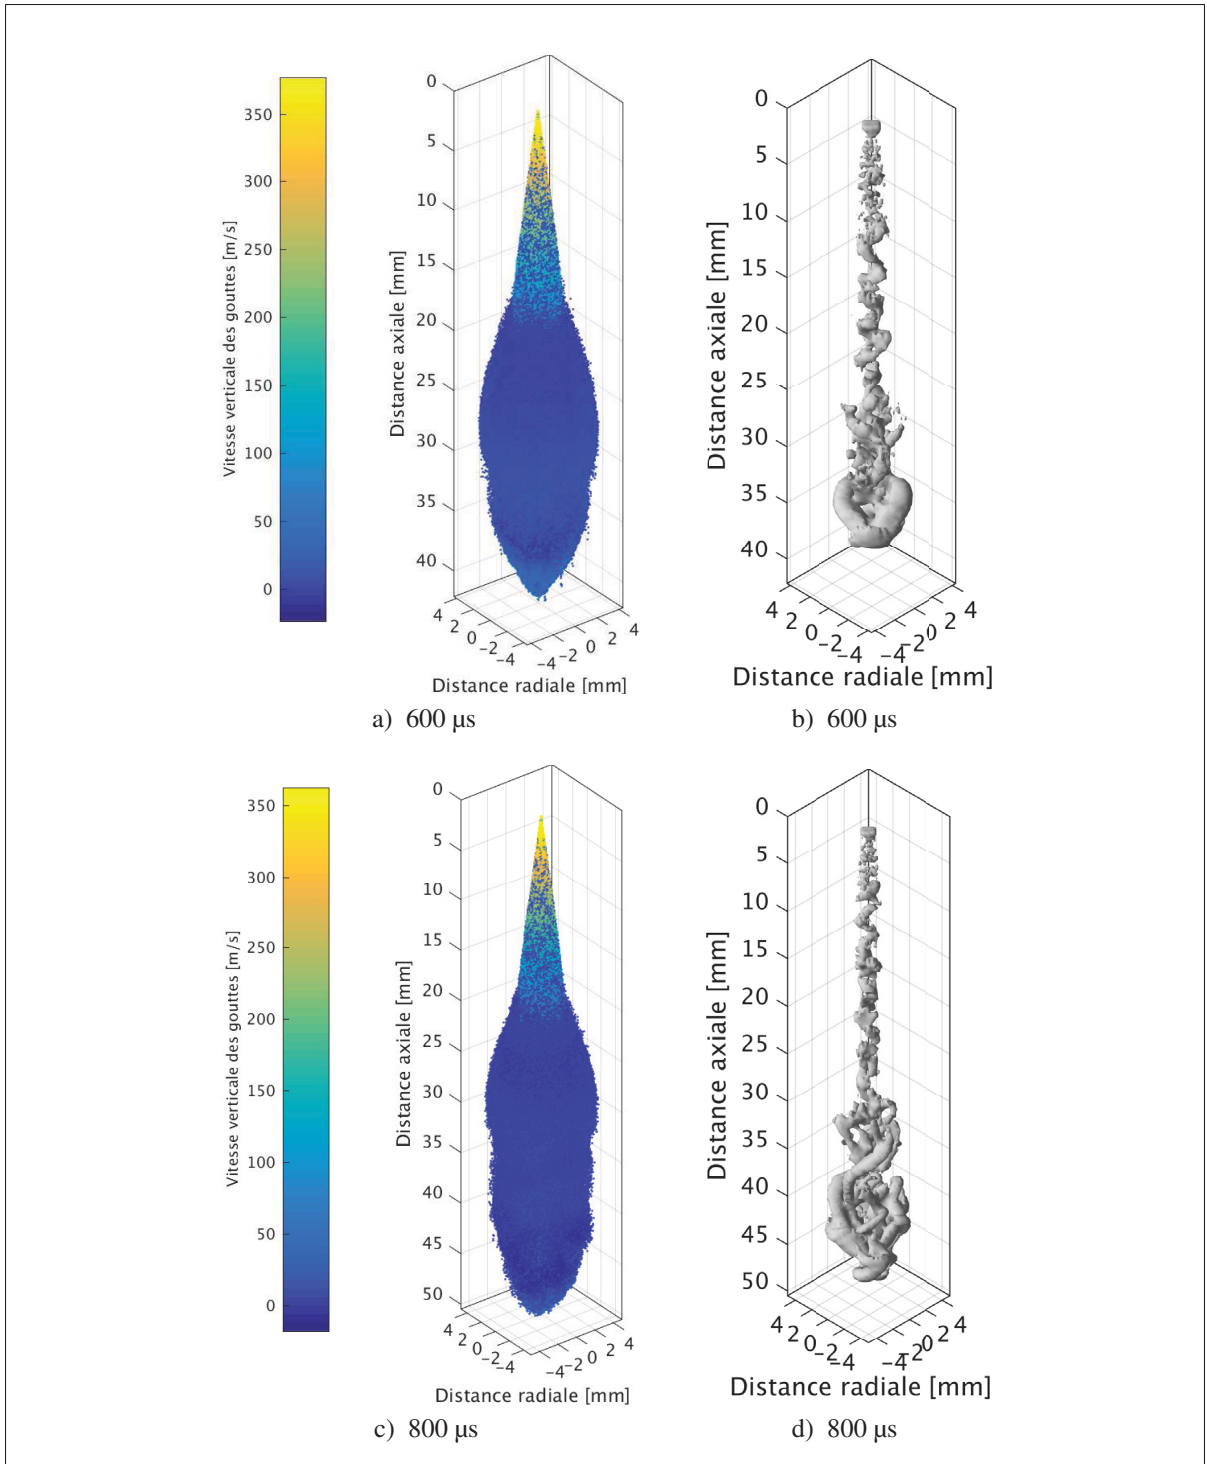 Vitesse verticale des gouttes [m/s]
350
300
250
200
150
100
50
0
Distance axiale [mm]
0
5
10
15
20
25
30
35
40
4 2 0 −2 −4
−4 −2 0 2 4
Distance radiale [mm]
a) 600 µs
Distance axiale [mm]
0
5
10
15
20
25
30
35
40
4 2 0 −2 −4
−4 −2 0 2 4
Distance radiale [mm]
b) 600 µs
Vitesse verticale des gouttes [m/s]
350
300
250
200
150
100
50
0
Distance axiale [mm]
0
5
10
15
20
25
30
35
40
45
50
4 2 0 −2 −4
−4 −2 0 2 4
Distance radiale [mm]
c) 800 µs
Distance axiale [mm]
0
5
10
15
20
25
30
35
40
45
50
4 2 0 −2 −4
−4 −2 0 2 4
Distance radiale [mm]
d) 800 µs